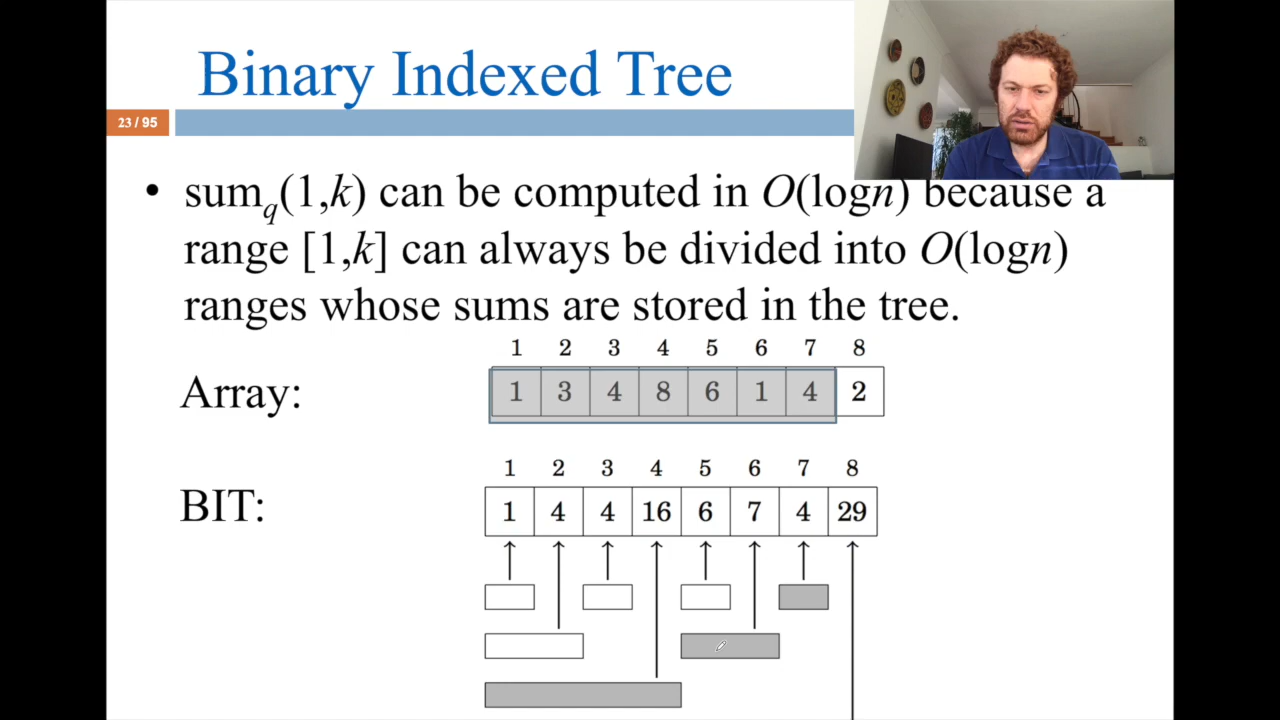 Binary Indexed Tree
23 / 95
• sumq(1,k) can be computed in O(logn) because a
range [1,k] can always be divided into O(logn)
ranges whose sums are stored in the tree.
1 2 3 4 5 6 7 8
Array: 1 3 4 8 6 1 4 2
1 2 3 4 5 6 7 8
BIT: 1 4 4 16 6 7 4 29